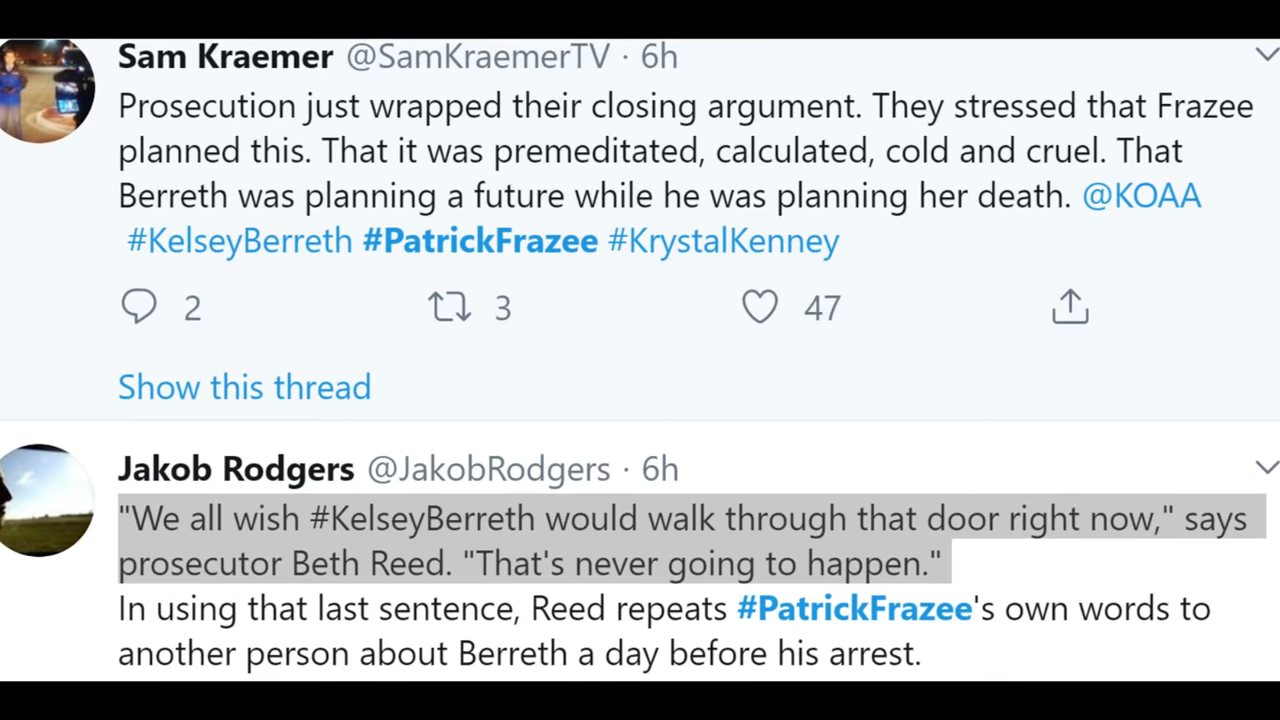 Sam Kraemer @SamKraemerTV · 6h
Prosecution just wrapped their closing argument. They stressed that Frazee
planned this. That it was premeditated, calculated, cold and cruel. That
Berreth was planning a future while he was planning her death. @KOAA
#KelseyBerreth #PatrickFrazee #KrystalKenney
2 3 47
Show this thread
Jakob Rodgers @JakobRodgers · 6h
"We all wish #KelseyBerreth would walk through that door right now," says
prosecutor Beth Reed. "That's never going to happen."
In using that last sentence, Reed repeats #PatrickFrazee's own words to
another person about Berreth a day before his arrest.